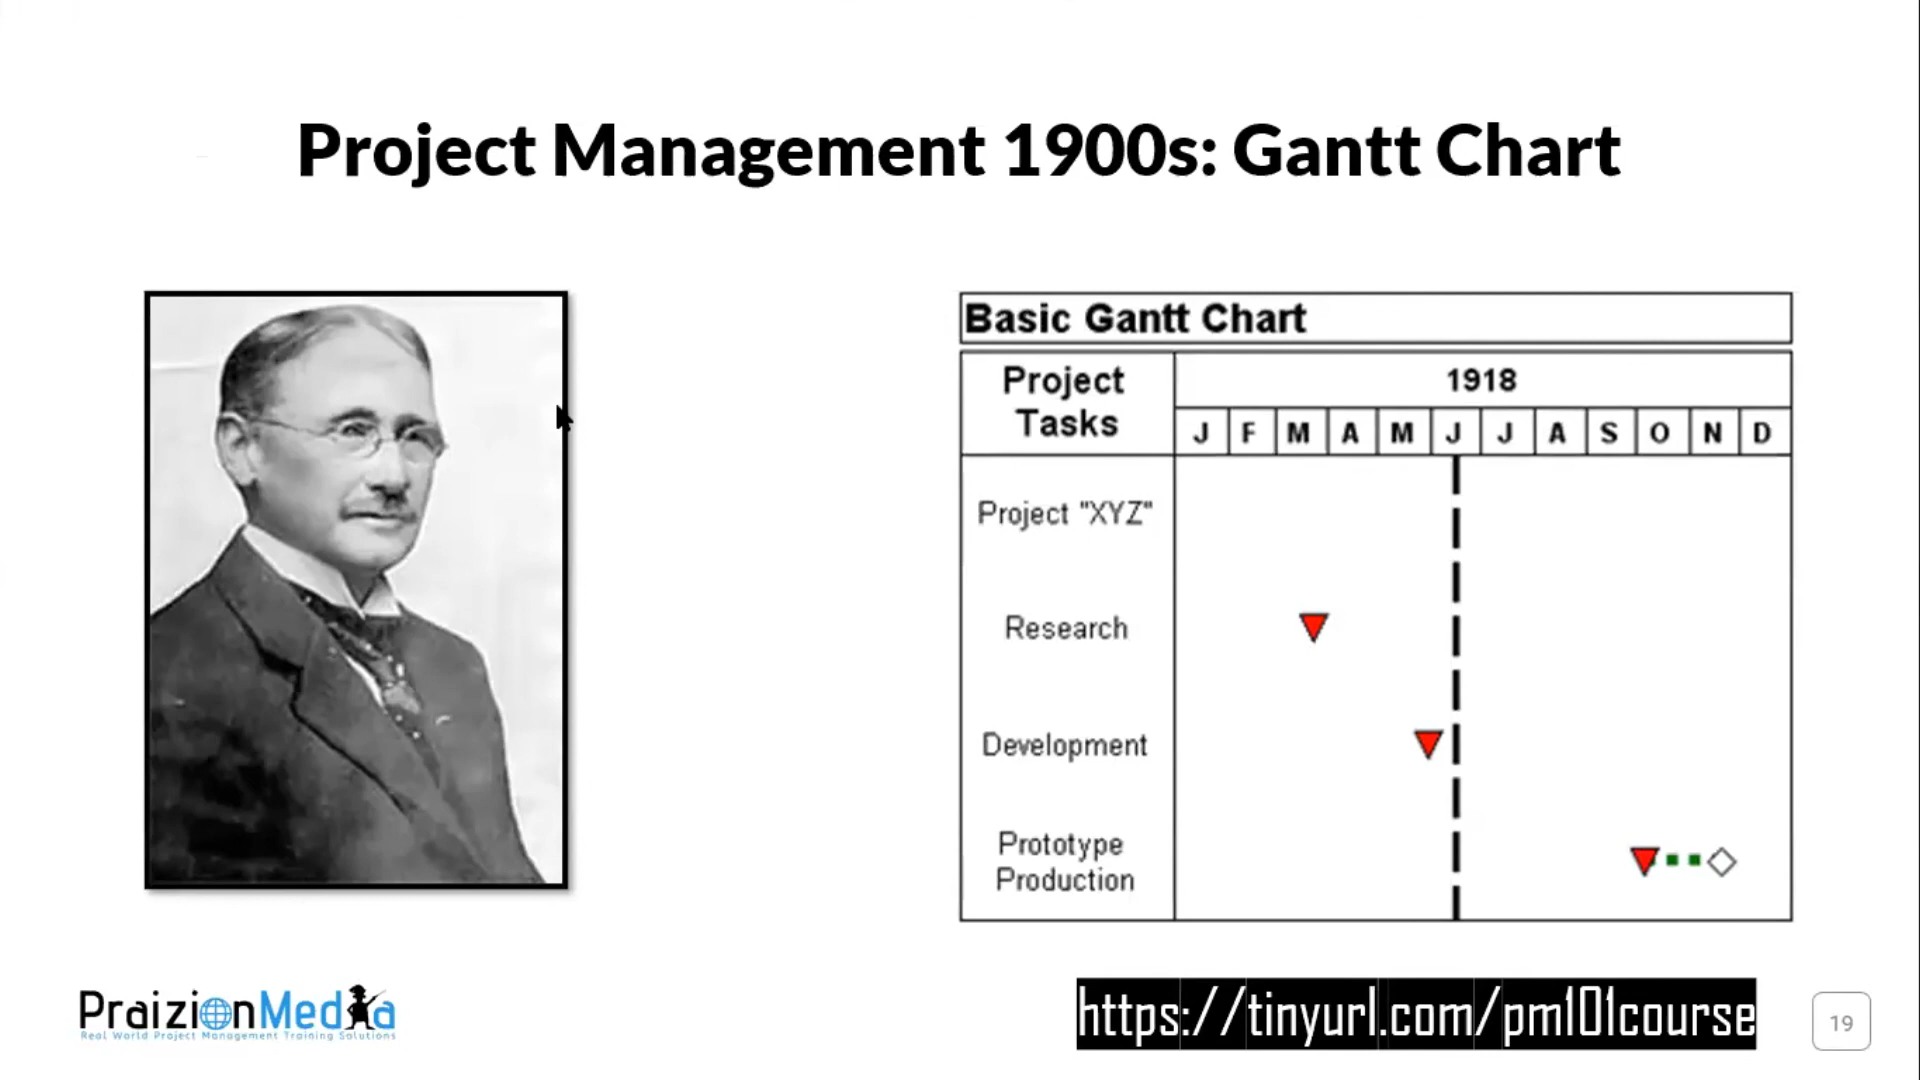 Project Management 1900s: Gantt Chart
Basic Gantt Chart
Project
Tasks
1918
J F M A M J J A S O N D
Project "XYZ"
Research
Development
Prototype
Production
PraizionMedia
Real World Project Management Training Solutions
https://tinyurl.com/pm101course
19